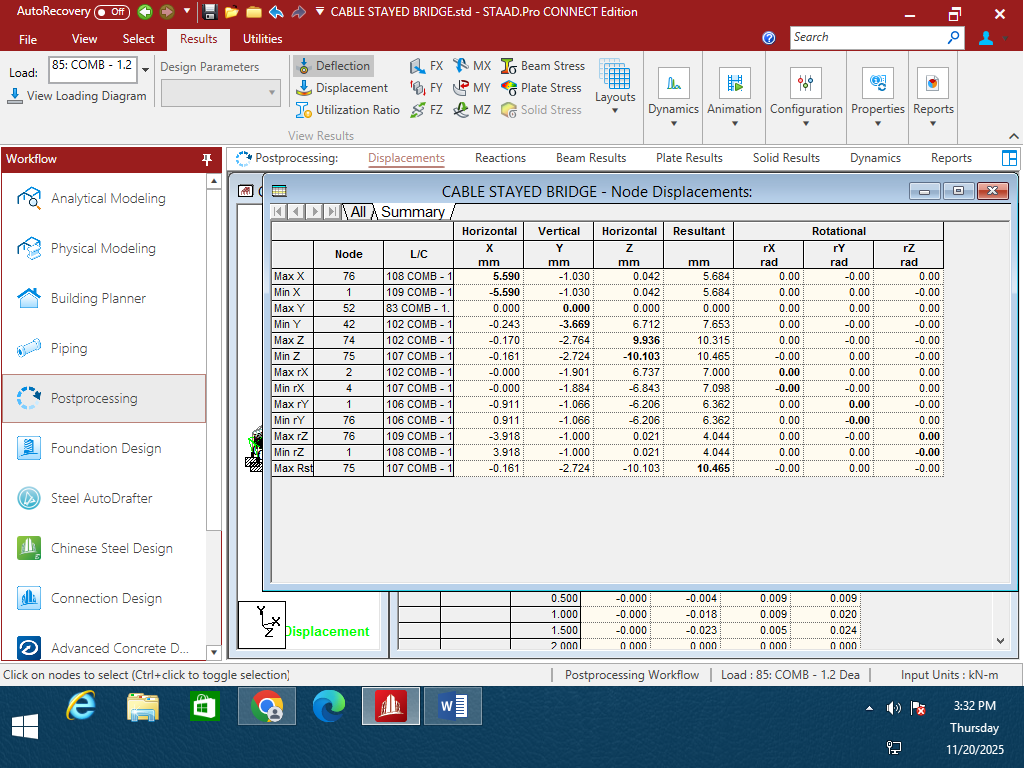 AutoRecovery Off CABLE STAYED BRIDGE.std - STAAD.Pro CONNECT Edition
File View Select Results Utilities Search
Load: 85: COMB - 1.2 Design Parameters
View Loading Diagram
Deflection FX MX Beam Stress
Displacement FY MY Plate Stress
Utilization Ratio FZ MZ Solid Stress
View Results
Layouts Dynamics Animation Configuration Properties Reports
Workflow
Postprocessing: Displacements Reactions Beam Results Plate Results Solid Results Dynamics Reports
Analytical Modeling
Physical Modeling
Building Planner
Piping
Postprocessing
Foundation Design
Steel AutoDrafter
Chinese Steel Design
Connection Design
Advanced Concrete D...
CABLE STAYED BRIDGE - Node Displacements:
All Summary
Horizontal Vertical Horizontal Resultant Rotational
Node L/C X mm Y mm Z mm mm rX rad rY rad rZ rad
Max X 76 108 COMB - 1 5.590 -1.030 0.042 5.684 0.00 -0.00 0.00
Min X 1 109 COMB - 1 -5.590 -1.030 0.042 5.684 0.00 0.00 -0.00
Max Y 52 83 COMB - 1. 0.000 0.000 0.000 0.000 0.00 0.00 0.00
Min Y 42 102 COMB - 1 -0.243 -3.669 6.712 7.653 0.00 0.00 -0.00
Max Z 74 102 COMB - 1 -0.170 -2.764 9.936 10.315 0.00 0.00 -0.00
Min Z 75 107 COMB - 1 -0.161 -2.724 -10.103 10.465 -0.00 0.00 -0.00
Max rX 2 102 COMB - 1 -0.000 -1.901 6.737 7.000 0.00 0.00 -0.00
Min rX 4 107 COMB - 1 -0.000 -1.884 -6.843 7.098 -0.00 0.00 -0.00
Max rY 1 106 COMB - 1 -0.911 -1.066 -6.206 6.362 0.00 0.00 -0.00
Min rY 76 106 COMB - 1 0.911 -1.066 -6.206 6.362 0.00 -0.00 0.00
Max rZ 76 109 COMB - 1 -3.918 -1.000 0.021 4.044 0.00 -0.00 0.00
Min rZ 1 108 COMB - 1 3.918 -1.000 0.021 4.044 0.00 0.00 -0.00
Max Rst 75 107 COMB - 1 -0.161 -2.724 -10.103 10.465 -0.00 0.00 -0.00
0.500 -0.000 -0.004 0.009 0.009
1.000 -0.000 -0.018 0.009 0.020
1.500 -0.000 -0.023 0.005 0.024
2.000 0.000 0.000 0.000 0.000
Y X Z
Displacement
Click on nodes to select (Ctrl+click to toggle selection) Postprocessing Workflow Load : 85: COMB - 1.2 Dea Input Units : kN-m
3:32 PM
Thursday
11/20/2025